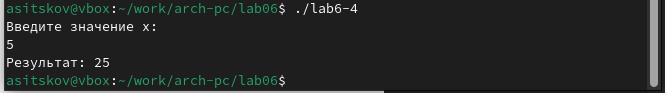 asitskov@vbox:~/work/arch-pc/lab06$ ./lab6-4
Введите значение x:
5
Результат: 25
asitskov@vbox:~/work/arch-pc/lab06$